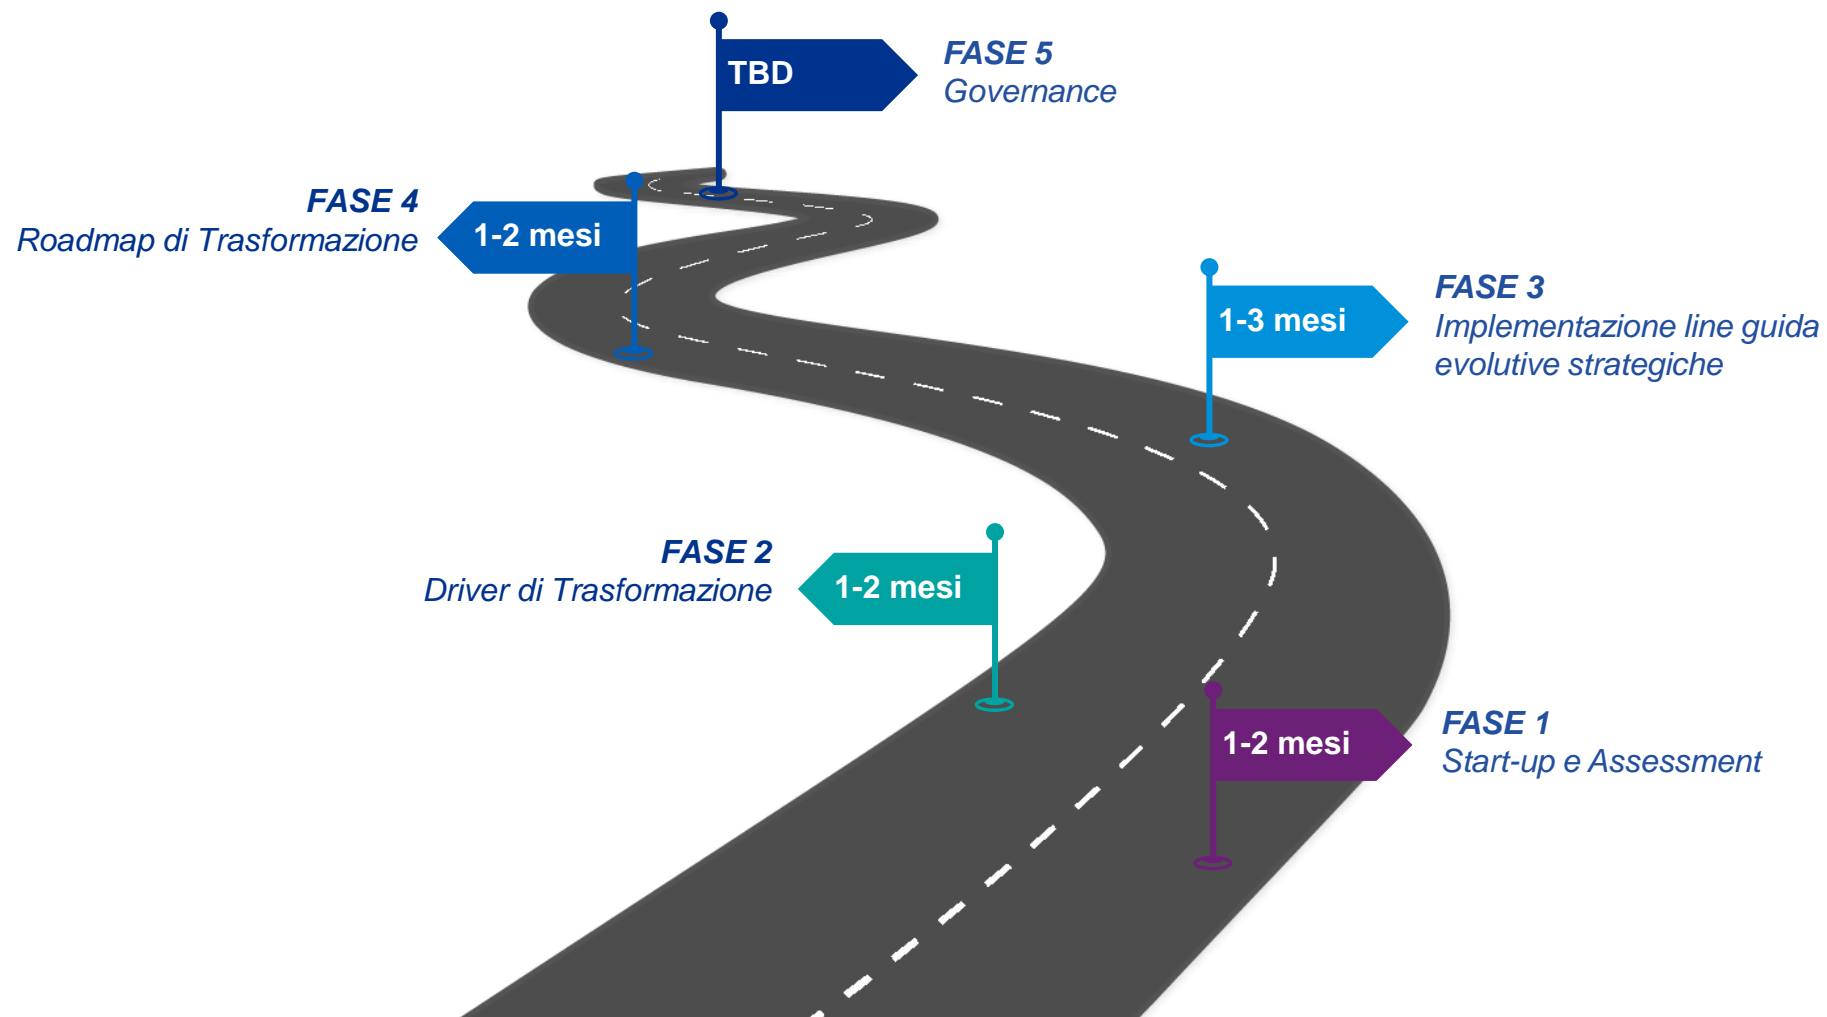 TBD
FASE 5
Governance
FASE 4
Roadmap di Trasformazione
1-2 mesi
1-3 mesi
FASE 3
Implementazione line guida
evolutive strategiche
FASE 2
Driver di Trasformazione
1-2 mesi
1-2 mesi
FASE 1
Start-up e Assessment